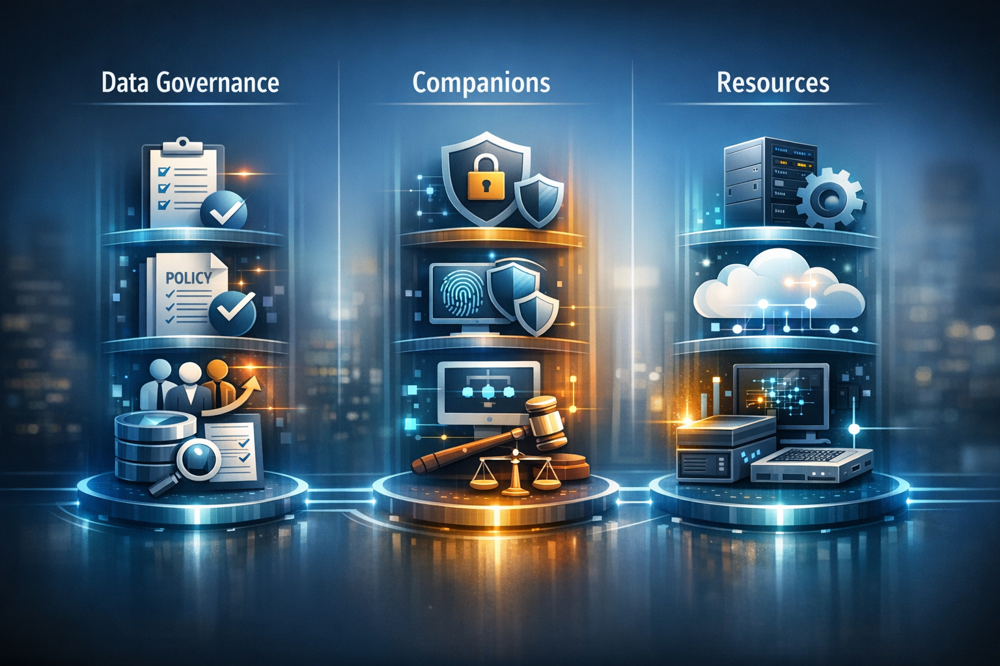 Data Governance
Companions
Resources
POLICY